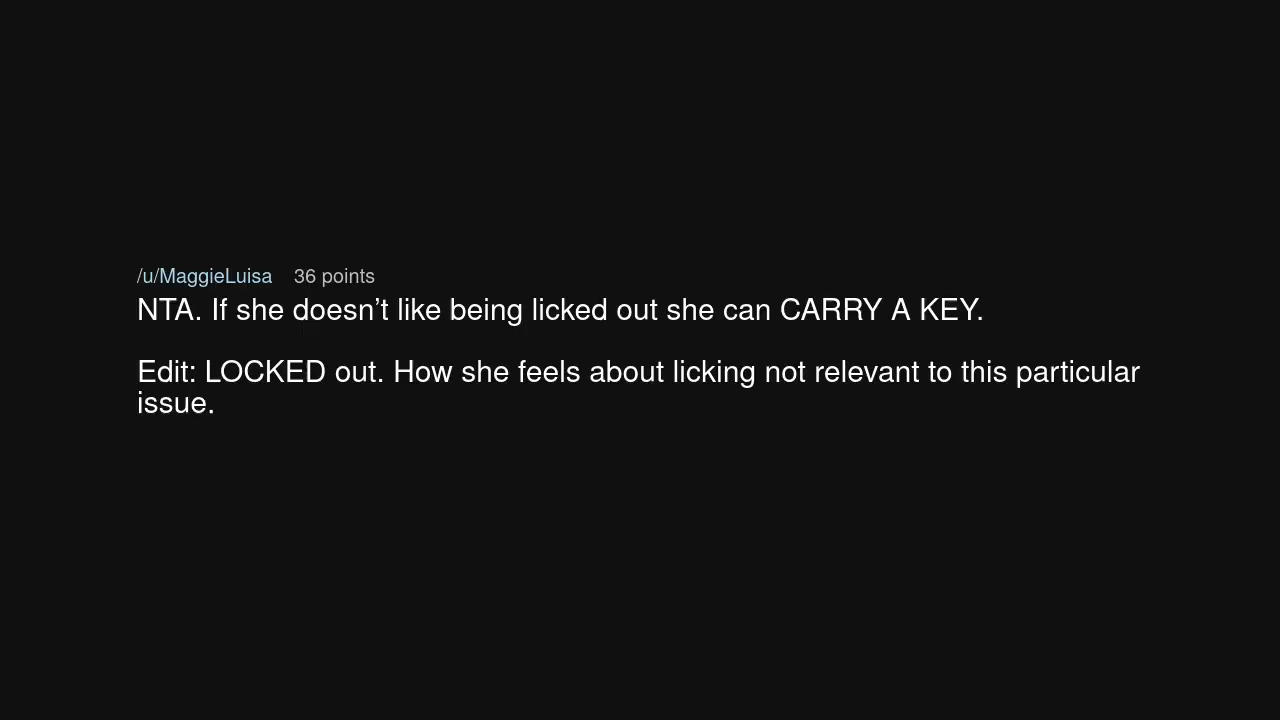 /u/MaggieLuisa 36 points
NTA. If she doesn’t like being licked out she can CARRY A KEY.
Edit: LOCKED out. How she feels about licking not relevant to this particular
issue.